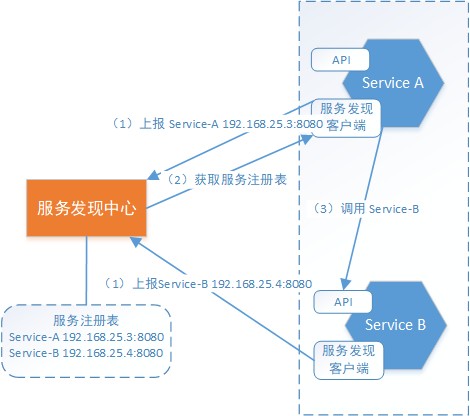 API
Service A
服务发现
客户端
（1）上报 Service-A 192.168.25.3:8080
（2）获取服务注册表
服务发现中心
（3）调用 Service-B
（1）上报Service-B 192.168.25.4:8080
API
Service B
服务发现
客户端
服务注册表
Service-A 192.168.25.3:8080
Service-B 192.168.25.4:8080